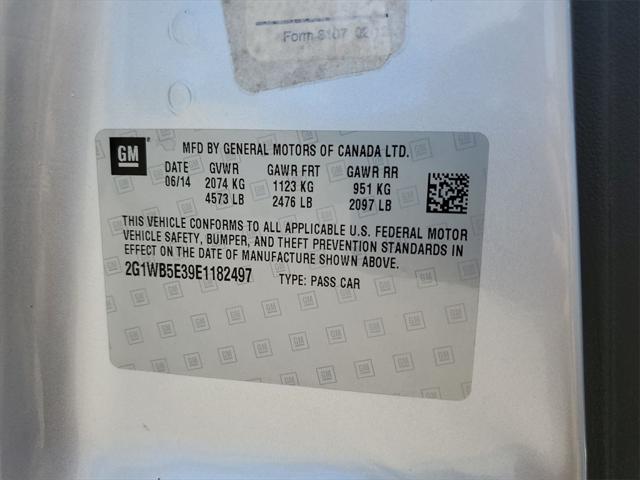 Form 8107 02
GM
MFD BY GENERAL MOTORS OF CANADA LTD.
DATE GVWR GAWR FRT GAWR RR
06/14 2074 KG 1123 KG 951 KG
4573 LB 2476 LB 2097 LB
THIS VEHICLE CONFORMS TO ALL APPLICABLE U.S. FEDERAL MOTOR
VEHICLE SAFETY, BUMPER, AND THEFT PREVENTION STANDARDS IN
EFFECT ON THE DATE OF MANUFACTURE SHOWN ABOVE.
2G1WB5E39E1182497 TYPE: PASS CAR